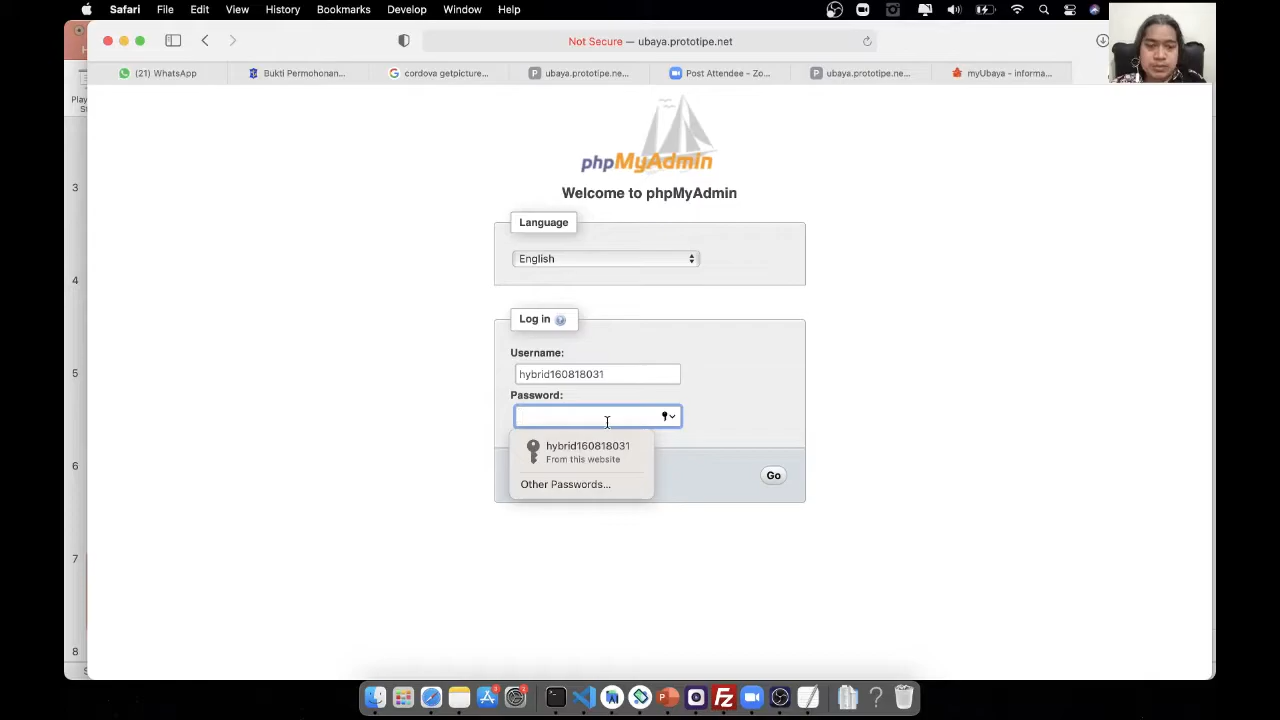 Safari File Edit View History Bookmarks Develop Window Help
Not Secure — ubaya.prototipe.net
(21) WhatsApp
Bukti Permohonan...
cordova getpicture...
ubaya.prototipe.ne...
Post Attendee - Zo...
ubaya.prototipe.ne...
myUbaya - informa...
Play
phpMyAdmin
Welcome to phpMyAdmin
Language
English
Log in
Username:
hybrid160818031
Password:
hybrid160818031
From this website
Other Passwords...
Go
3
4
5
6
7
8